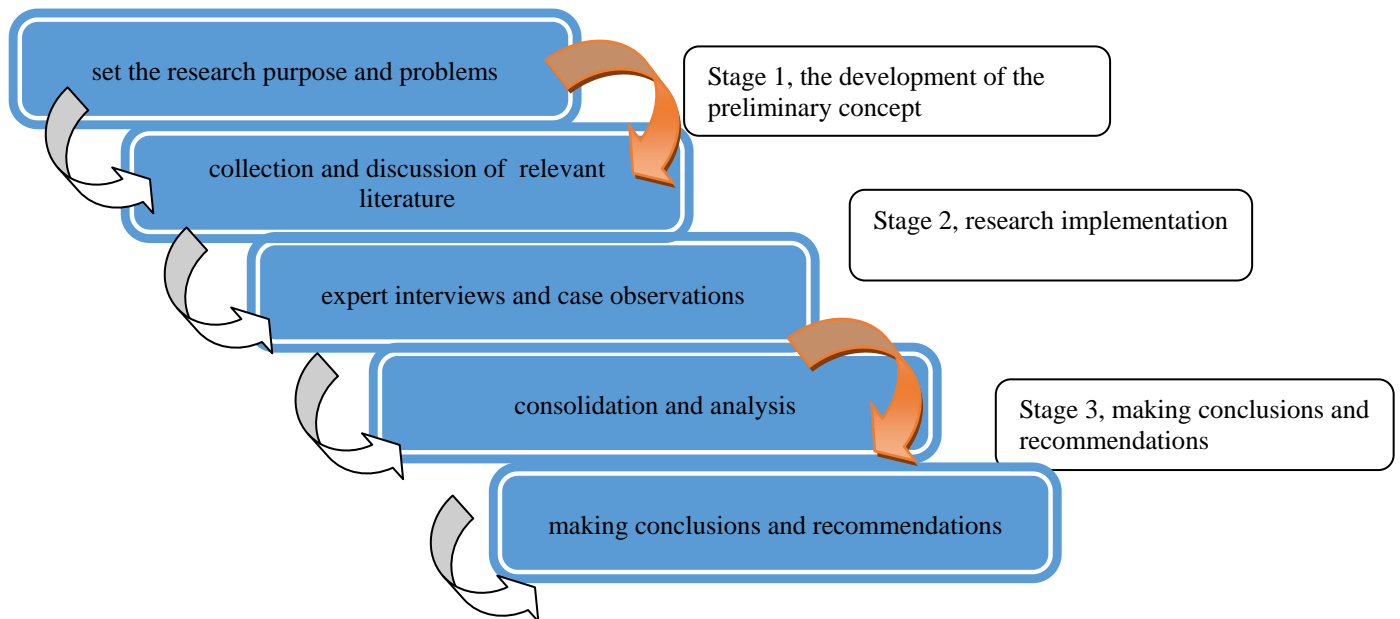 set the research purpose and problems
Stage 1, the development of the
preliminary concept
collection and discussion of relevant
literature
Stage 2, research implementation
expert interviews and case observations
consolidation and analysis
Stage 3, making conclusions and
recommendations
making conclusions and recommendations